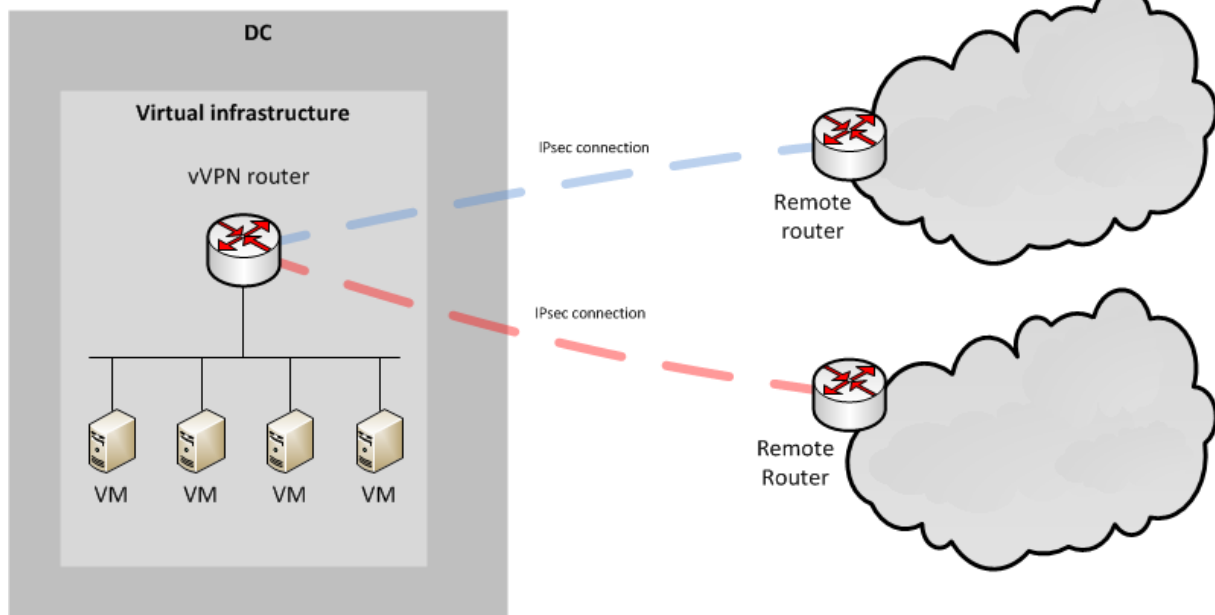 DC
Virtual infrastructure
vVPN router
VM
VM
VM
VM
IPsec connection
IPsec connection
Remote
router
Remote
Router